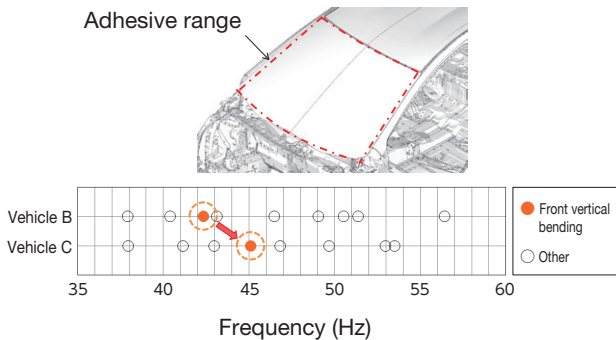 Adhesive range
Vehicle B
Vehicle C
35 40 45 50 55 60
Frequency (Hz)
Front vertical
bending
Other